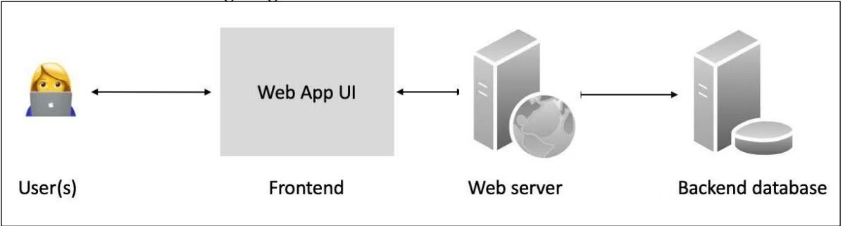 Web App UI
User(s)
Frontend
Web server
Backend database